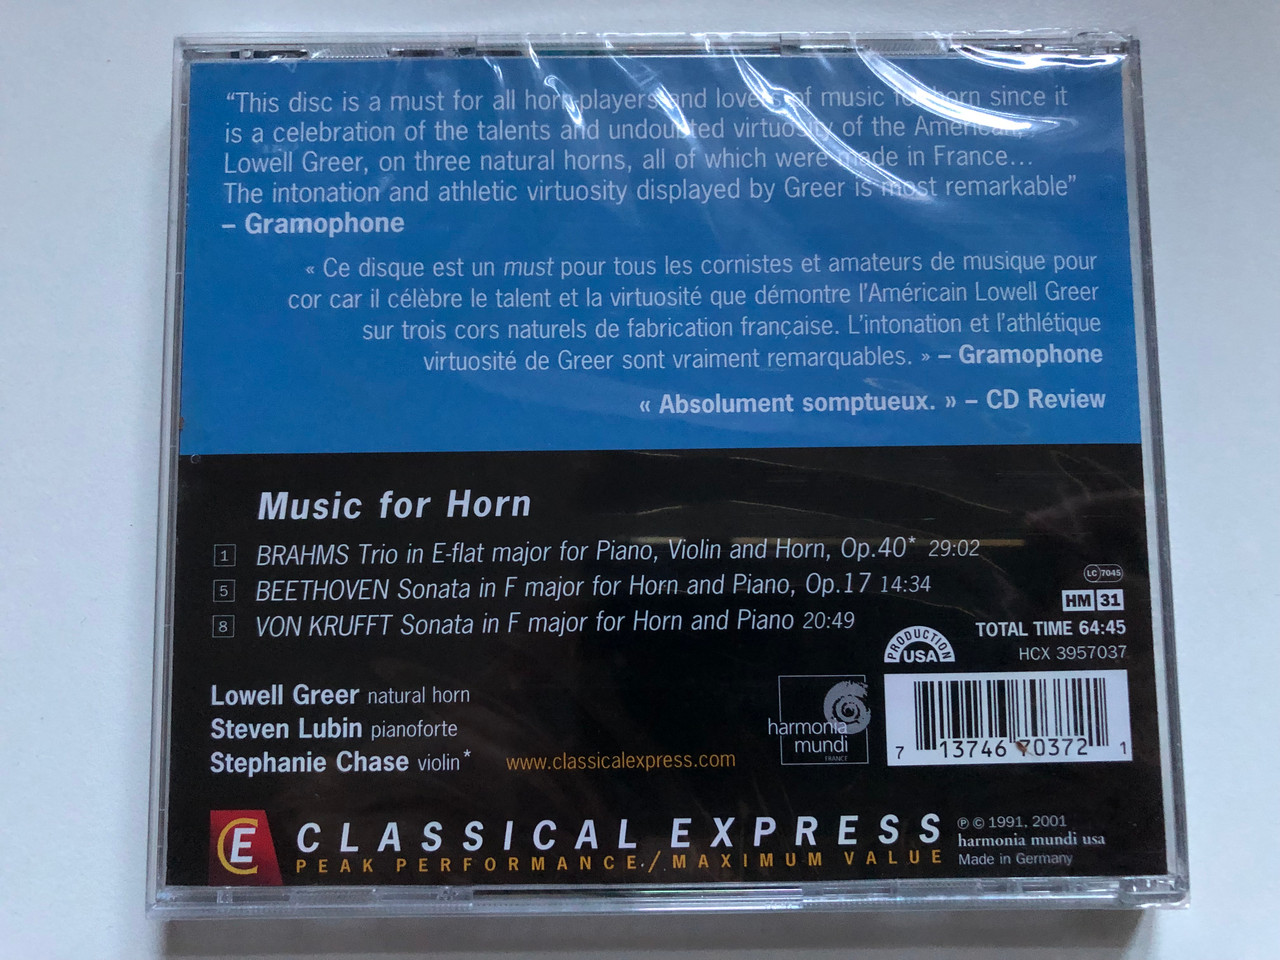 “This disc is a must for all horn-players and lovers of music for horn since it
is a celebration of the talents and undoubted virtuosity of the American,
Lowell Greer, on three natural horns, all of which were made in France...
The intonation and athletic virtuosity displayed by Greer is most remarkable”
– Gramophone
« Ce disque est un must pour tous les cornistes et amateurs de musique pour
cor car il célèbre le talent et la virtuosité que démontre l'Américain Lowell Greer
sur trois cors naturels de fabrication française. L'intonation et l'athlétique
virtuosité de Greer sont vraiment remarquables. » – Gramophone
« Absolument somptueux. » – CD Review
Music for Horn
1 BRAHMS Trio in E-flat major for Piano, Violin and Horn, Op.40* 29:02
5 BEETHOVEN Sonata in F major for Horn and Piano, Op.17 14:34
8 VON KRUFFT Sonata in F major for Horn and Piano 20:49
LC 7045
HM 31
TOTAL TIME 64:45
HCX 3957037
PRODUCTION
USA
Lowell Greer natural horn
Steven Lubin pianoforte
Stephanie Chase violin*
www.classicalexpress.com
harmonia
mundi
FRANCE
7 13746 70372 1
CE
CLASSICAL EXPRESS
PEAK PERFORMANCE / MAXIMUM VALUE
℗ © 1991, 2001
harmonia mundi usa
Made in Germany